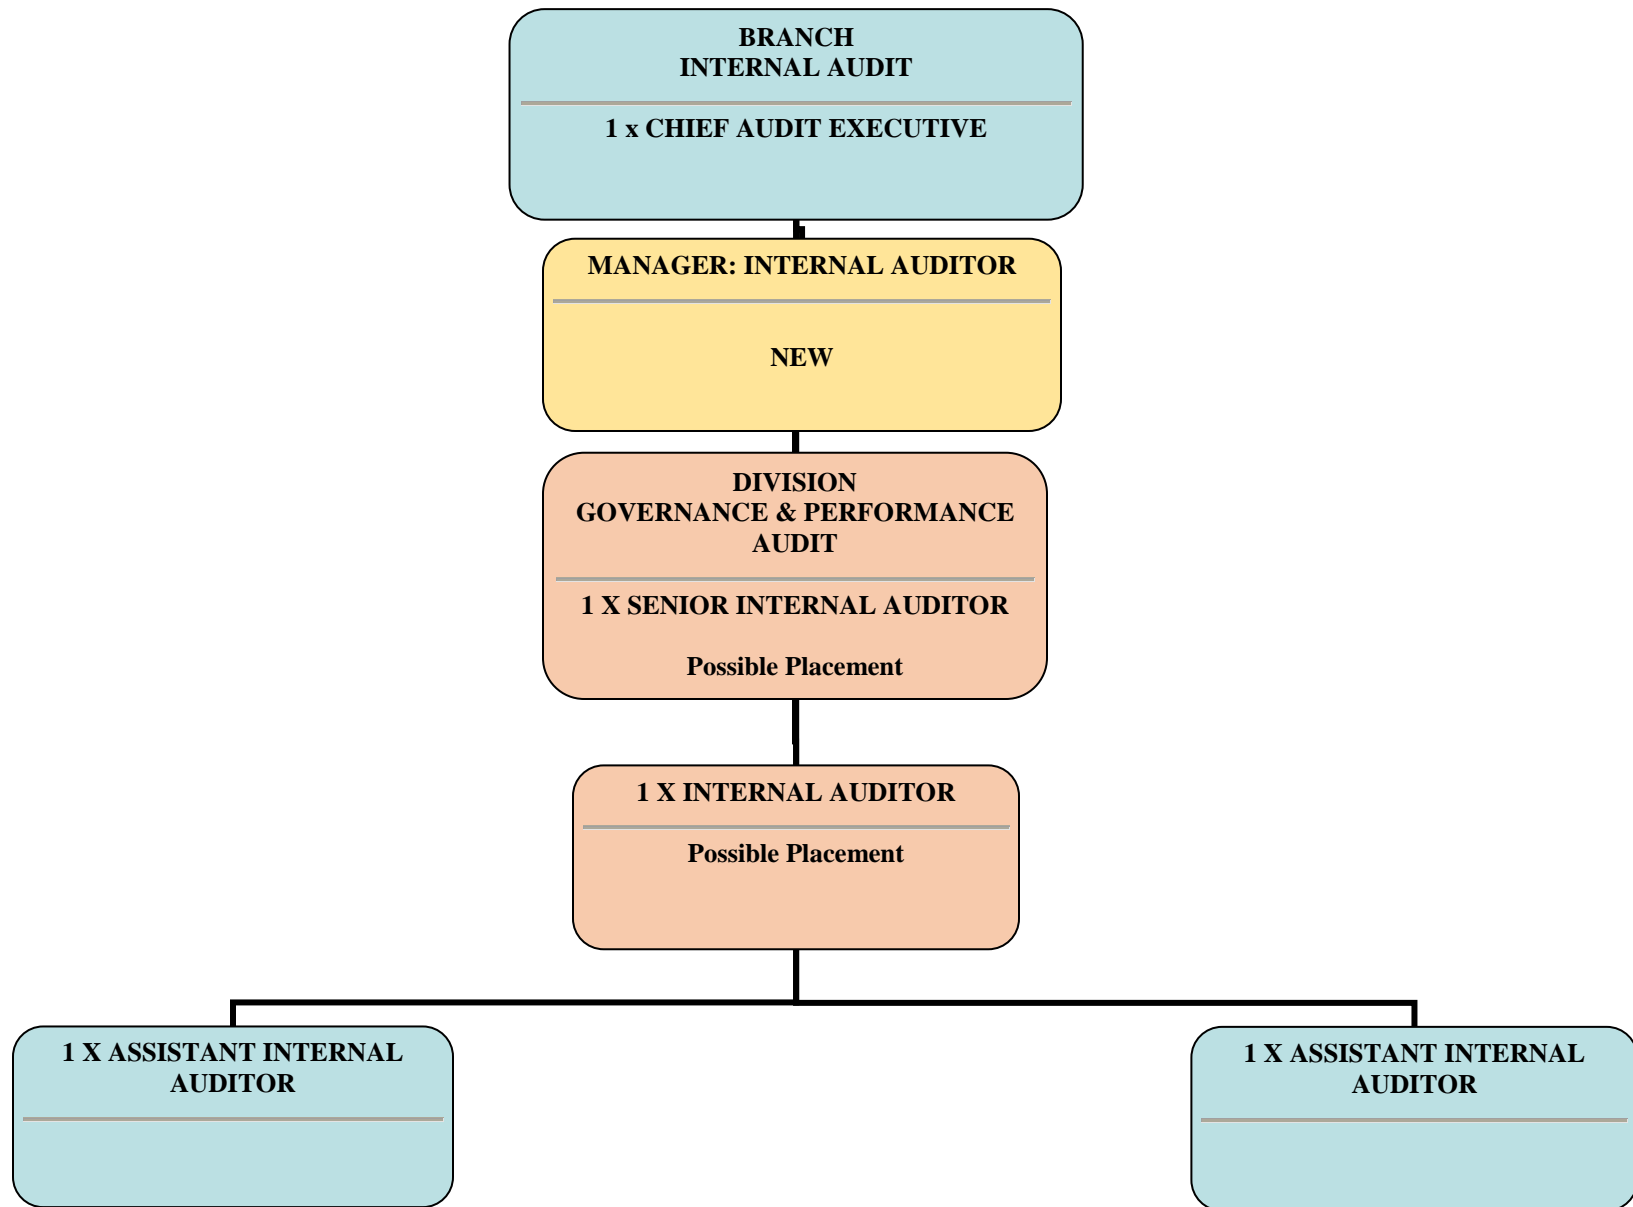 BRANCH
INTERNAL AUDIT
1 x CHIEF AUDIT EXECUTIVE
MANAGER: INTERNAL AUDITOR
NEW
DIVISION
GOVERNANCE & PERFORMANCE
AUDIT
1 X SENIOR INTERNAL AUDITOR
Possible Placement
1 X INTERNAL AUDITOR
Possible Placement
1 X ASSISTANT INTERNAL
AUDITOR
1 X ASSISTANT INTERNAL
AUDITOR